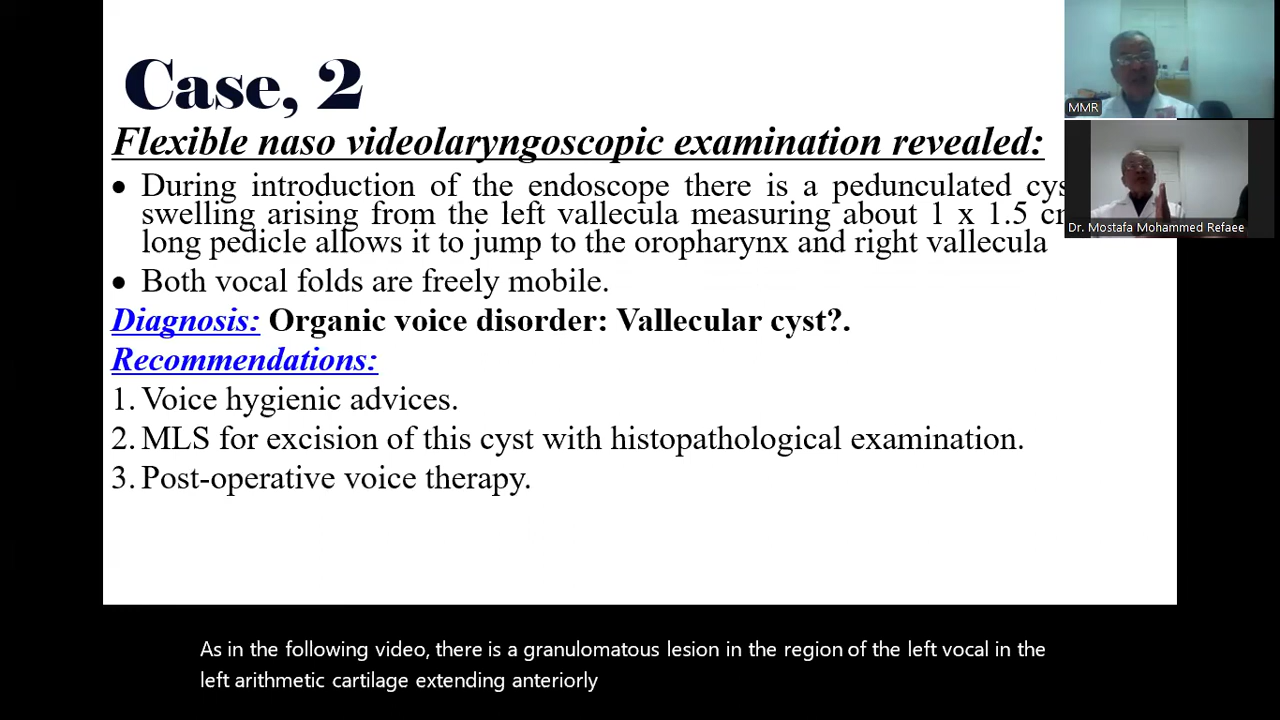 Case, 2
Flexible naso videolaryngoscopic examination revealed:
• During introduction of the endoscope there is a pedunculated
swelling arising from the left vallecula measuring about 1 x 1.5
long pedicle allows it to jump to the oropharynx and right vallecula
• Both vocal folds are freely mobile.
Diagnosis: Organic voice disorder: Vallecular cyst?.
Recommendations:
1. Voice hygienic advices.
2. MLS for excision of this cyst with histopathological examination.
3. Post-operative voice therapy.
MMR
Dr. Mostafa Mohammed Refaee
As in the following video, there is a granulomatous lesion in the region of the left vocal in the
left arithmetic cartilage extending anteriorly